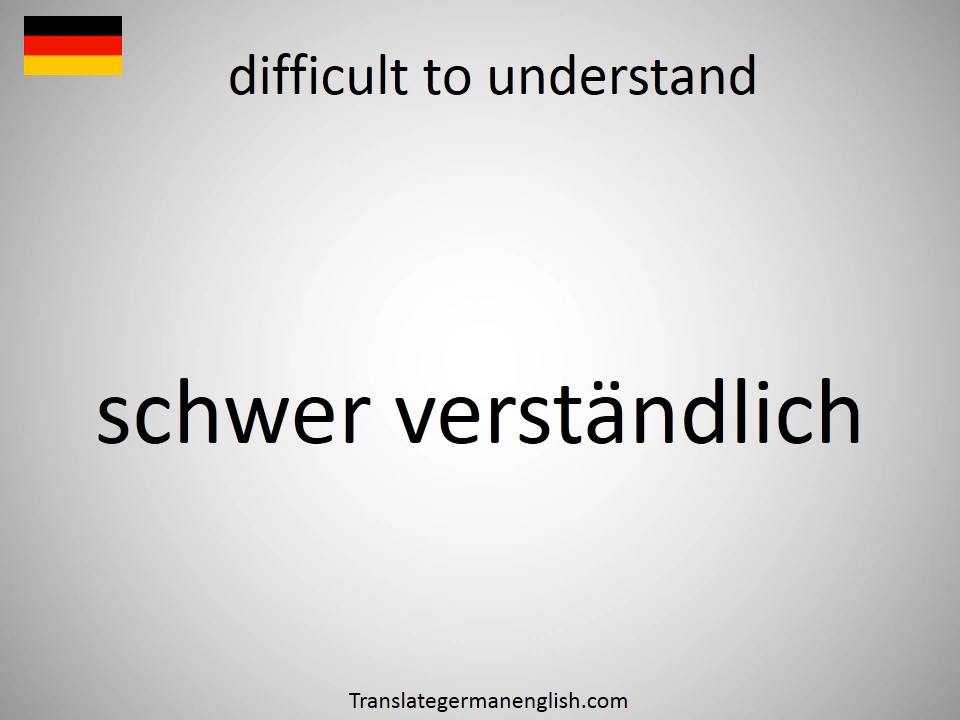 difficult to understand
schwer verständlich
Translategermanenglish.com